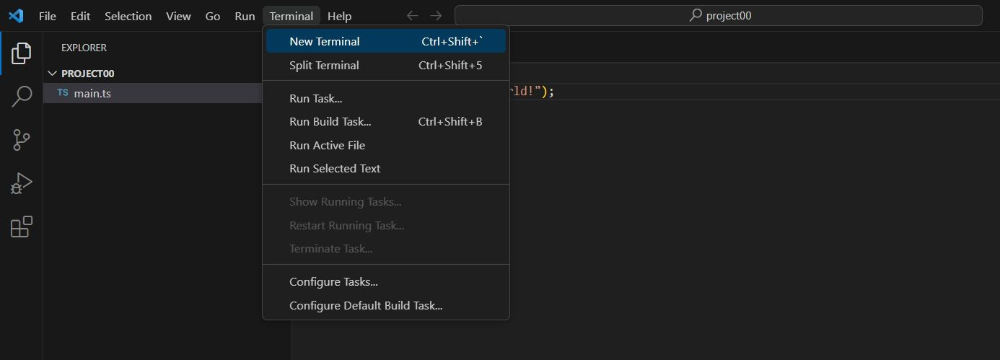 File Edit Selection View Go Run Terminal Help project00
EXPLORER
PROJECT00
TS main.ts
New Terminal Ctrl+Shift+`
Split Terminal Ctrl+Shift+5
Run Task...
Run Build Task... Ctrl+Shift+B
Run Active File
Run Selected Text
Show Running Tasks...
Restart Running Task...
Terminate Task...
Configure Tasks...
Configure Default Build Task...
rld!");